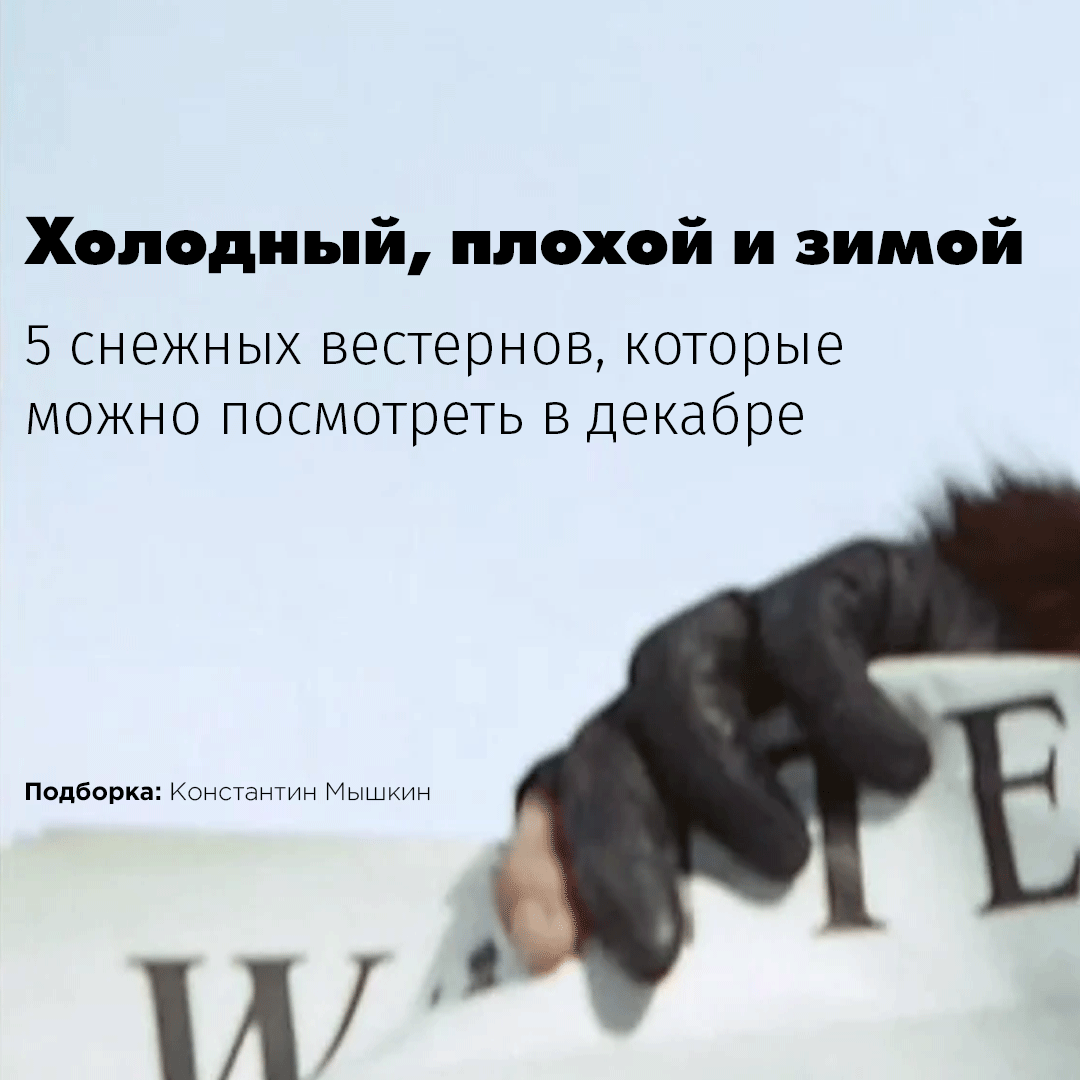 Холодный, плохой и зимой
5 снежных вестернов, которые
можно посмотреть в декабре
Подборка: Константин Мышкин